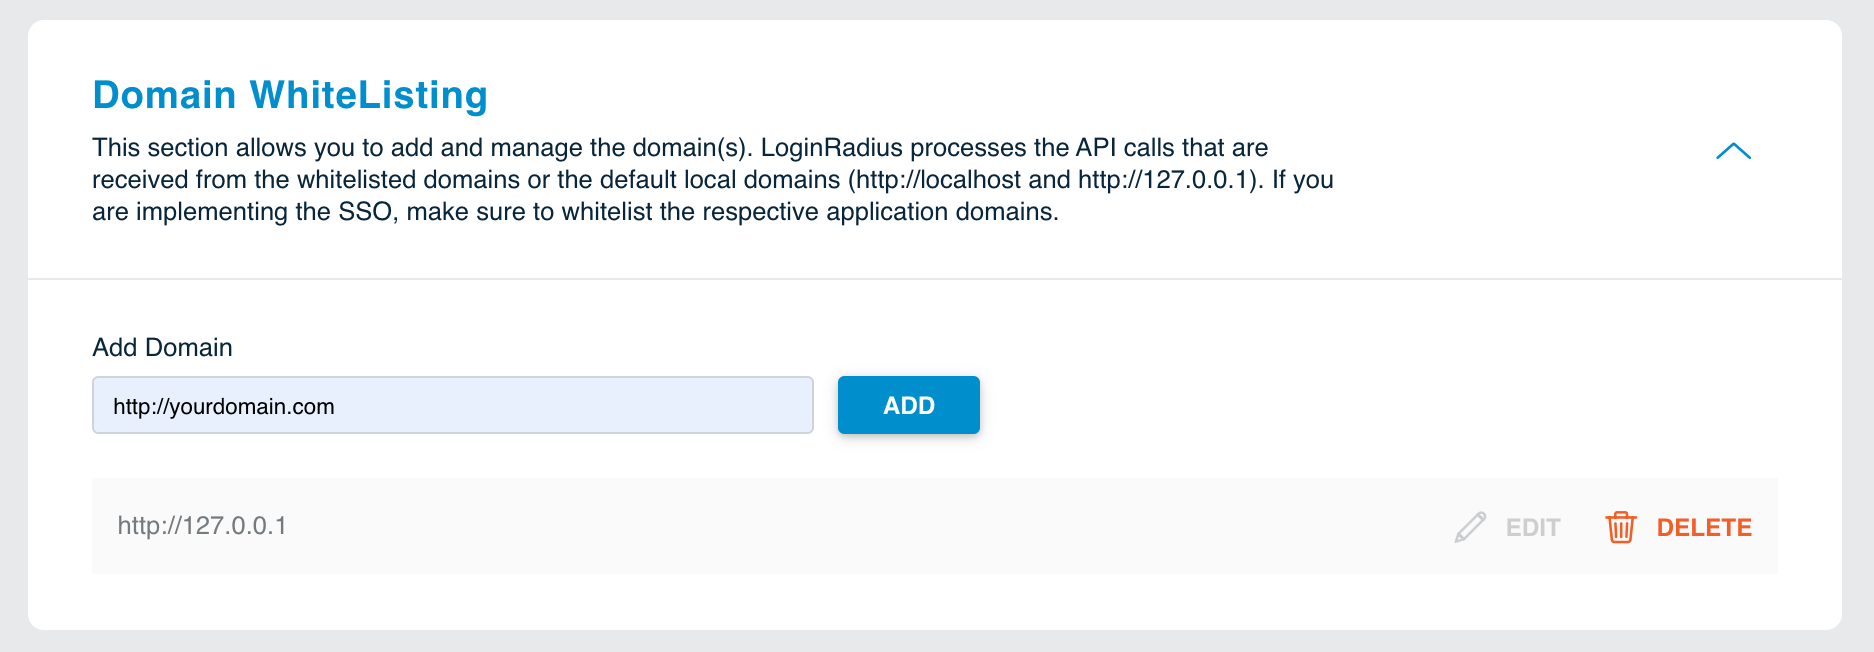 Domain WhiteListing
This section allows you to add and manage the domain(s). LoginRadius processes the API calls that are
received from the whitelisted domains or the default local domains (http://localhost and http://127.0.0.1). If you
are implementing the SSO, make sure to whitelist the respective application domains.
Add Domain
http://yourdomain.com ADD
http://127.0.0.1 EDIT DELETE